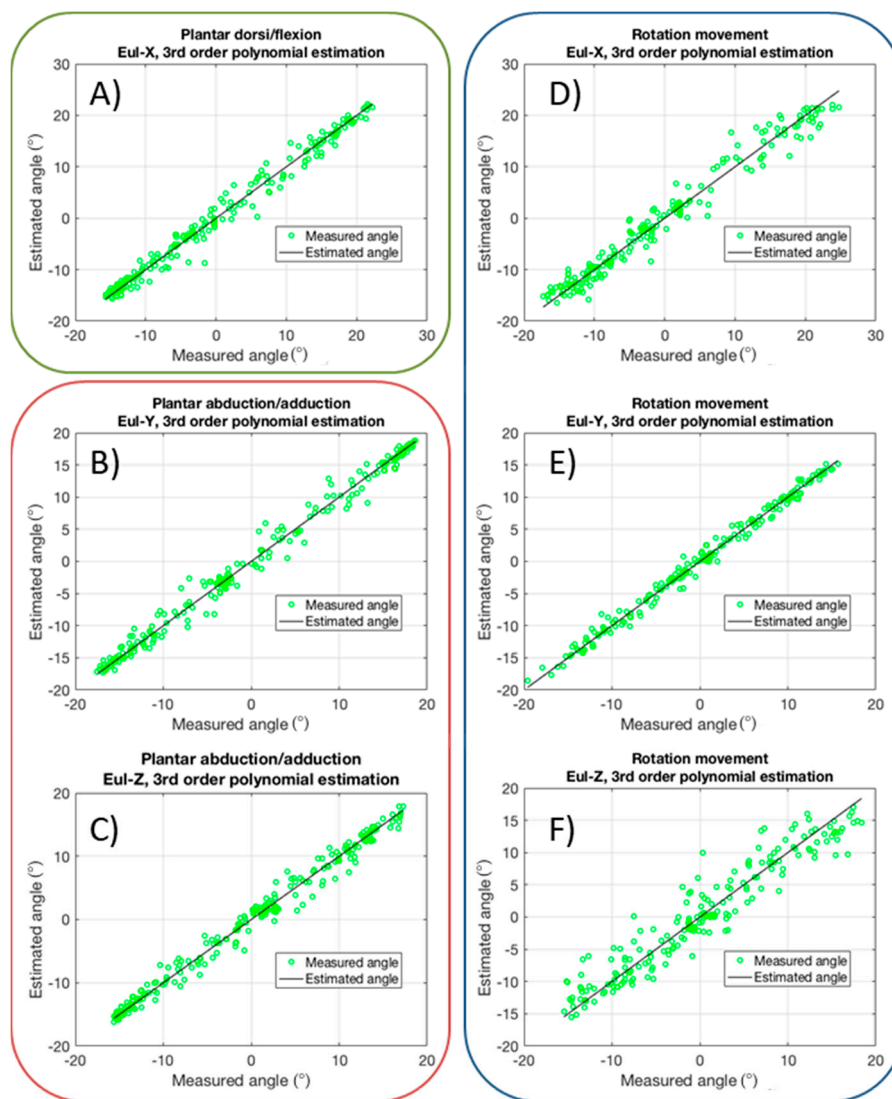 Plantar dorsi/flexion
Eul-X, 3rd order polynomial estimation
A)
30
20
10
0
-10
-20
Estimated angle (°)
Measured angle
Estimated angle
-20 -10 0 10 20 30
Measured angle (°)
Rotation movement
Eul-X, 3rd order polynomial estimation
D)
30
20
10
0
-10
-20
Estimated angle (°)
Measured angle
Estimated angle
-20 -10 0 10 20 30
Measured angle (°)
Plantar abduction/adduction
Eul-Y, 3rd order polynomial estimation
B)
20
15
10
5
0
-5
-10
-15
-20
Estimated angle (°)
Measured angle
Estimated angle
-20 -10 0 10 20
Measured angle (°)
Rotation movement
Eul-Y, 3rd order polynomial estimation
E)
20
15
10
5
0
-5
-10
-15
-20
Estimated angle (°)
Measured angle
Estimated angle
-20 -10 0 10 20
Measured angle (°)
Plantar abduction/adduction
Eul-Z, 3rd order polynomial estimation
C)
20
10
0
-10
-20
Estimated angle (°)
Measured angle
Estimated angle
-20 -10 0 10 20
Measured angle (°)
Rotation movement
Eul-Z, 3rd order polynomial estimation
F)
20
15
10
5
0
-5
-10
-15
-20
Estimated angle (°)
Measured angle
Estimated angle
-20 -10 0 10 20
Measured angle (°)